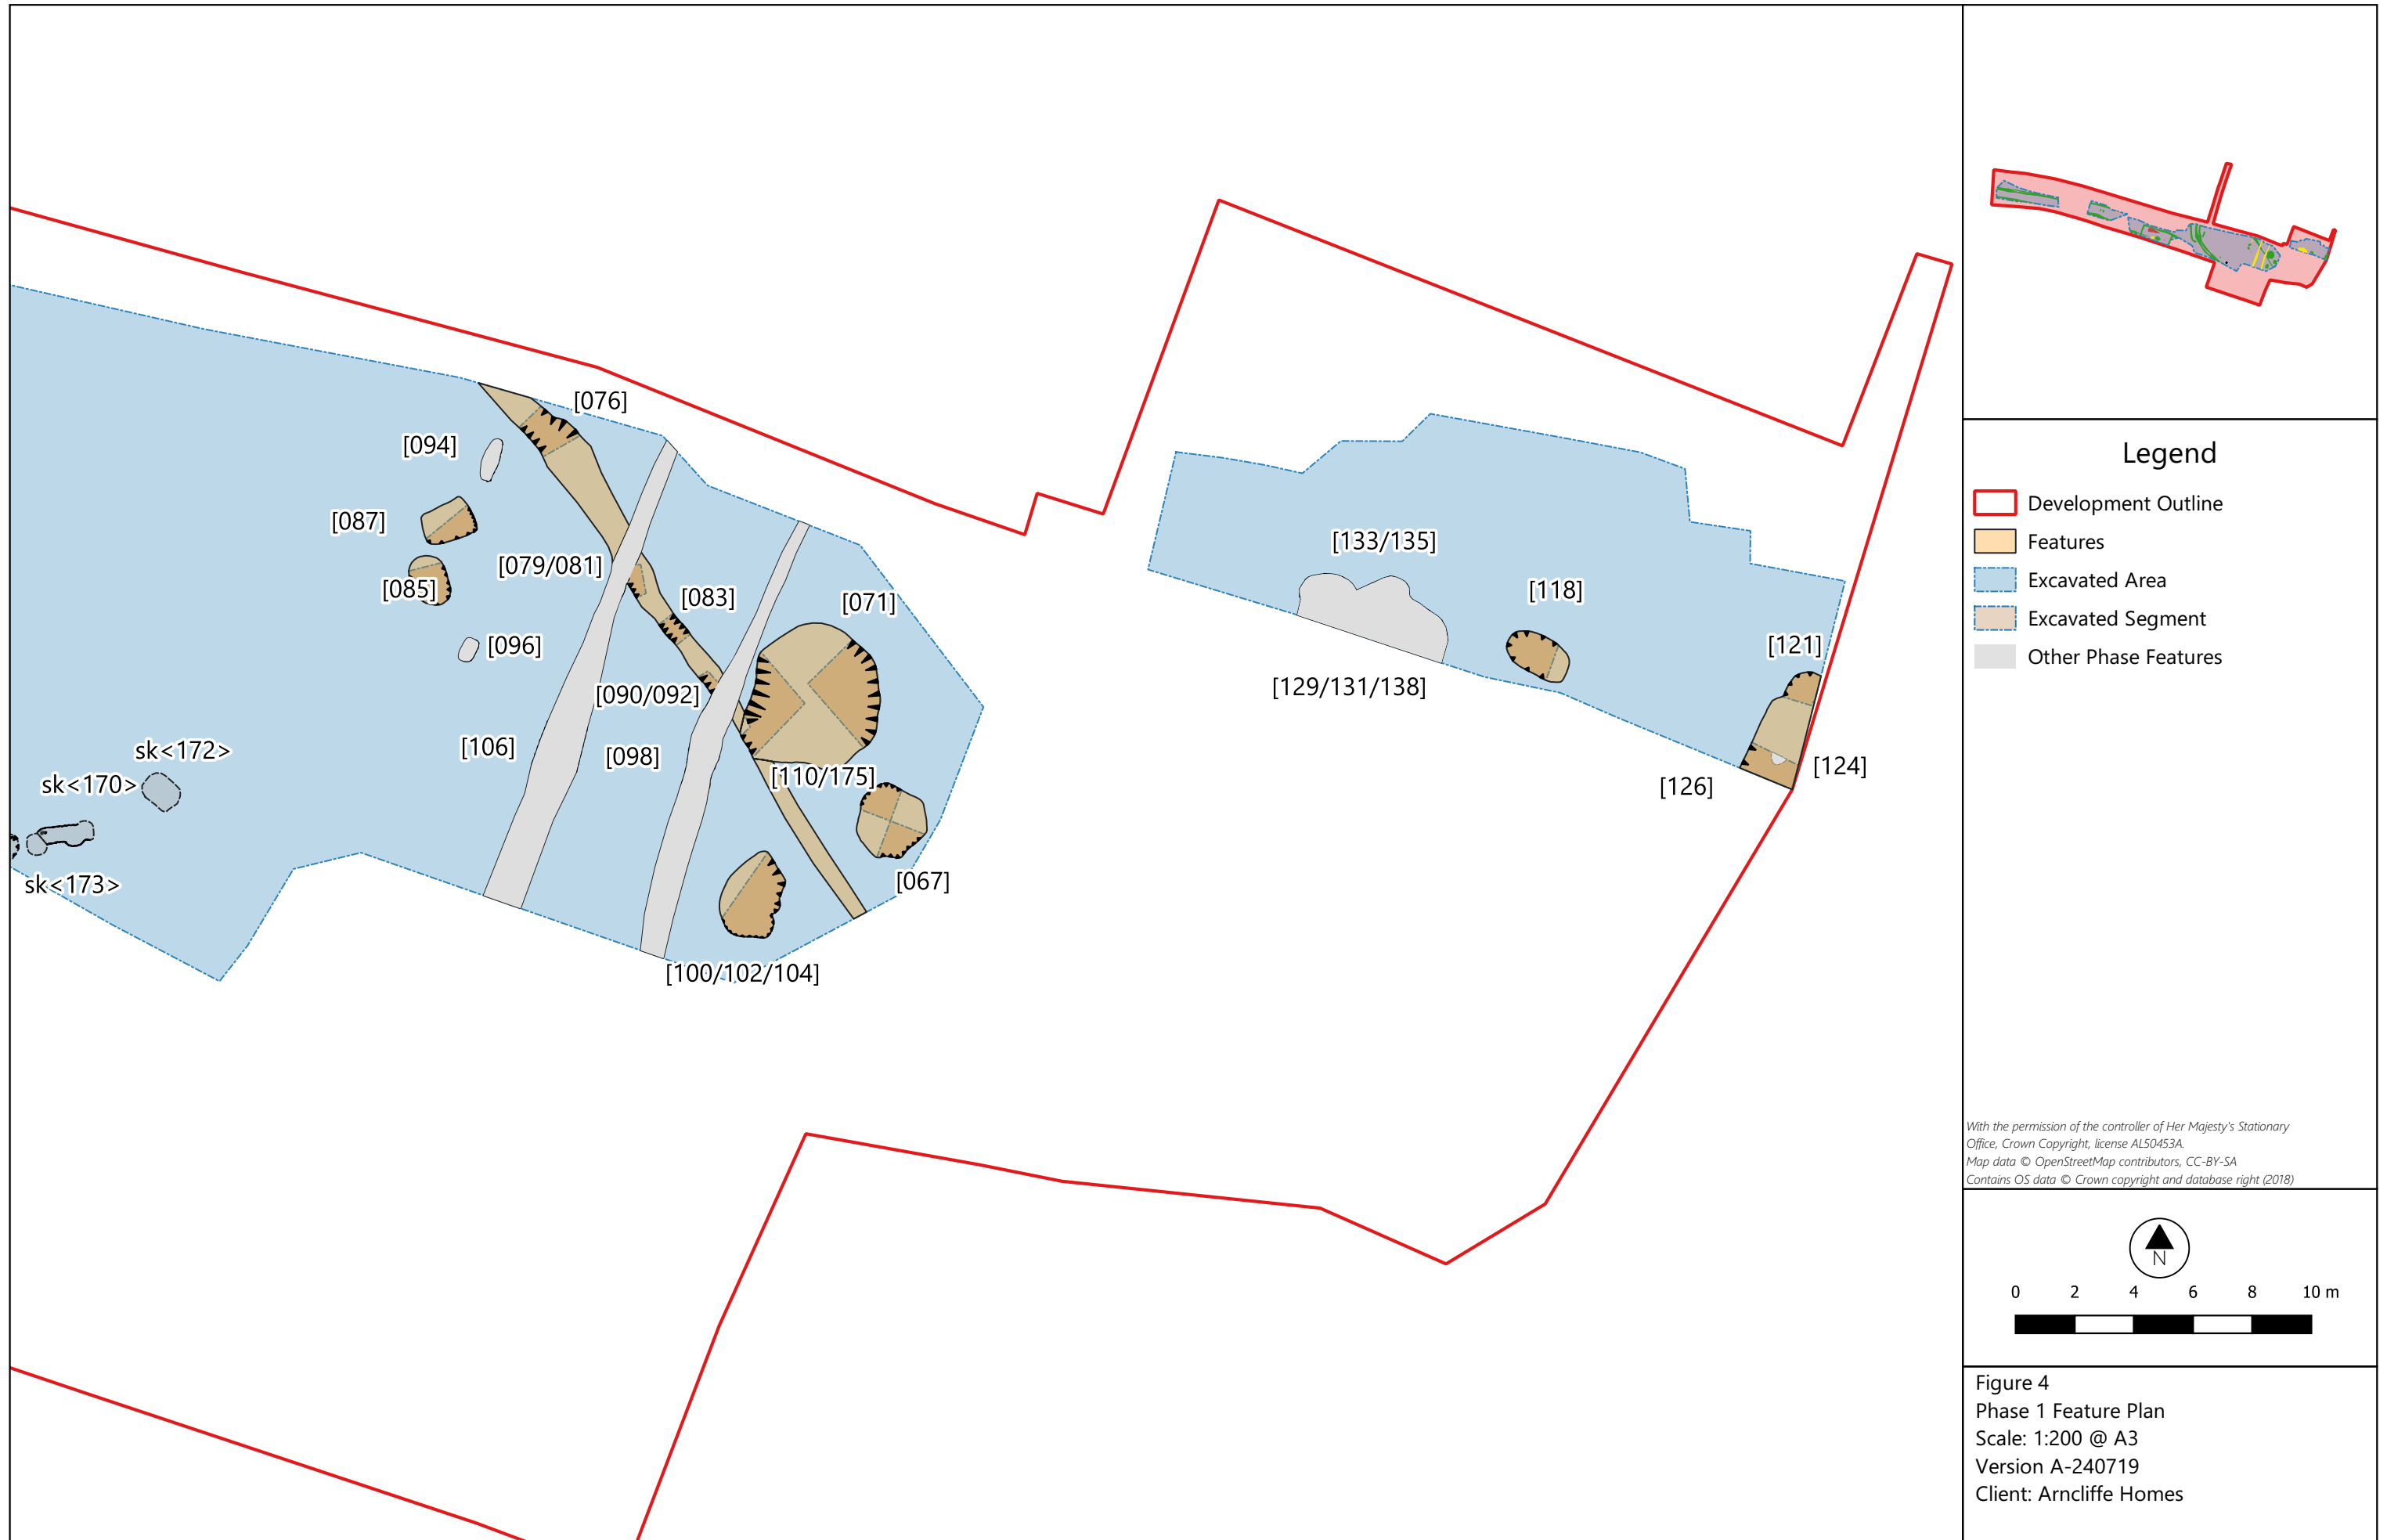 [076]
[094]
[087]
[133/135]
[079/081]
[085]
[118]
[083]
[071]
[096]
[121]
[129/131/138]
[090/092]
[106]
[098]
sk<172>
[124]
[110/175]
sk<170>
[126]
[067]
sk<173>
[100/102/104]
Legend
Development Outline
Features
Excavated Area
Excavated Segment
Other Phase Features
With the permission of the controller of Her Majesty's Stationary
Office, Crown Copyright, license AL50453A.
Map data © OpenStreetMap contributors, CC-BY-SA
Contains OS data © Crown copyright and database right (2018)
N
0 2 4 6 8 10 m
Figure 4
Phase 1 Feature Plan
Scale: 1:200 @ A3
Version A-240719
Client: Arncliffe Homes